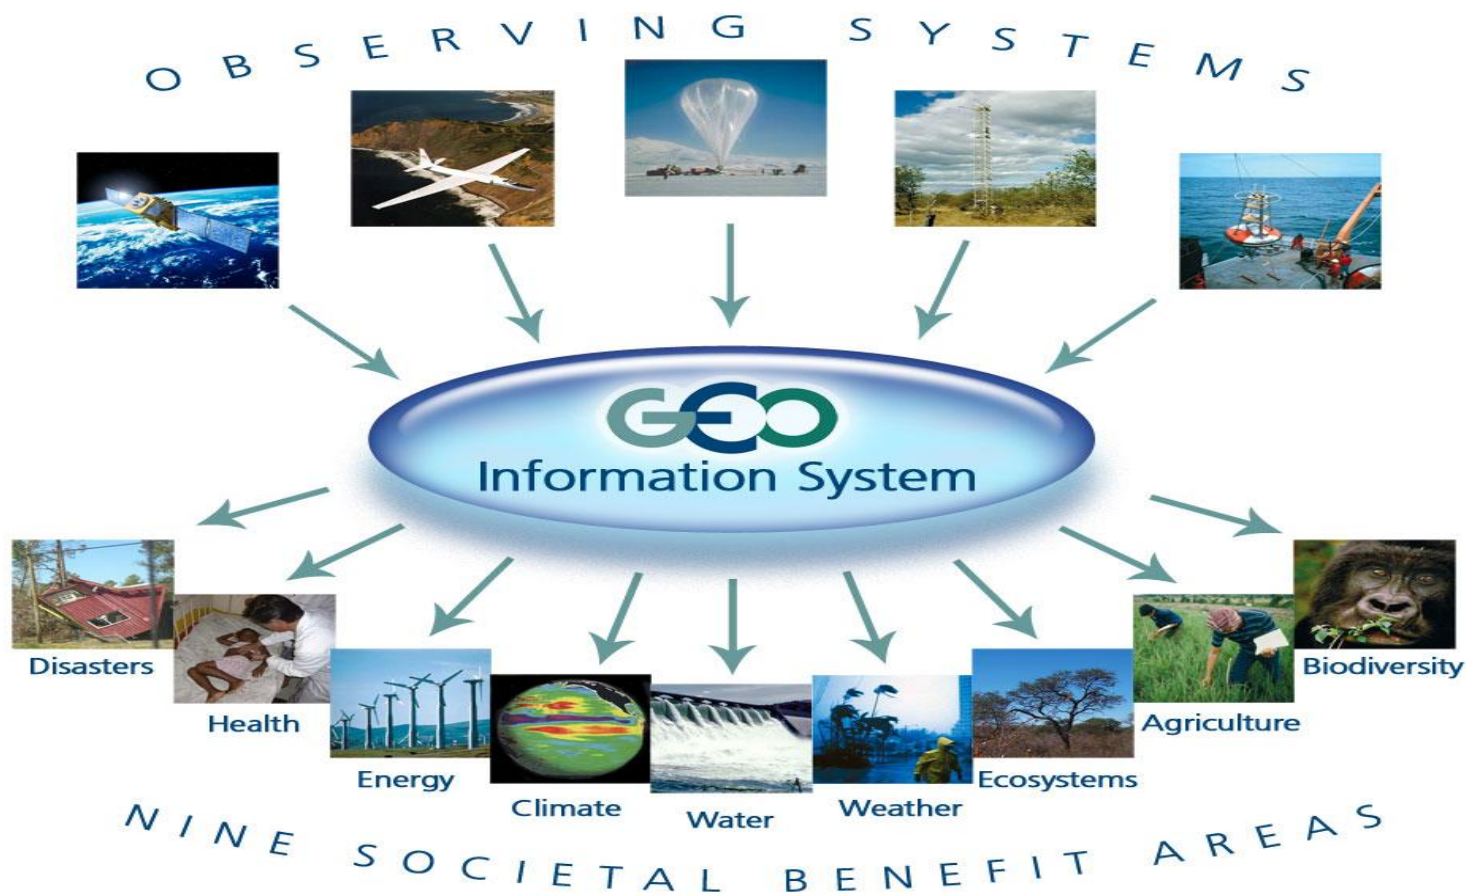 OBSERVING SYSTEMS
GEO
Information System
Disasters
Health
Energy
Climate
Water
Weather
Ecosystems
Agriculture
Biodiversity
NINE SOCIETAL BENEFIT AREAS